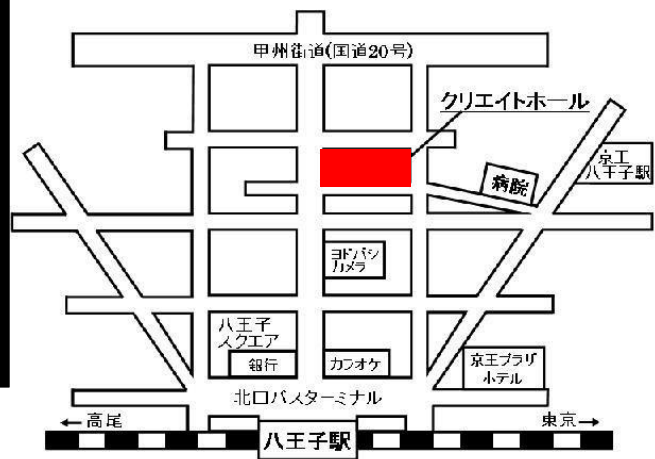 甲州街道(国道20号)
クリエイトホール
京王
八王子駅
病院
ヨドバシ
カメラ
八王子
スクエア
銀行
カラオケ
京王プラザ
ホテル
北口バスターミナル
←高尾
東京→
八王子駅